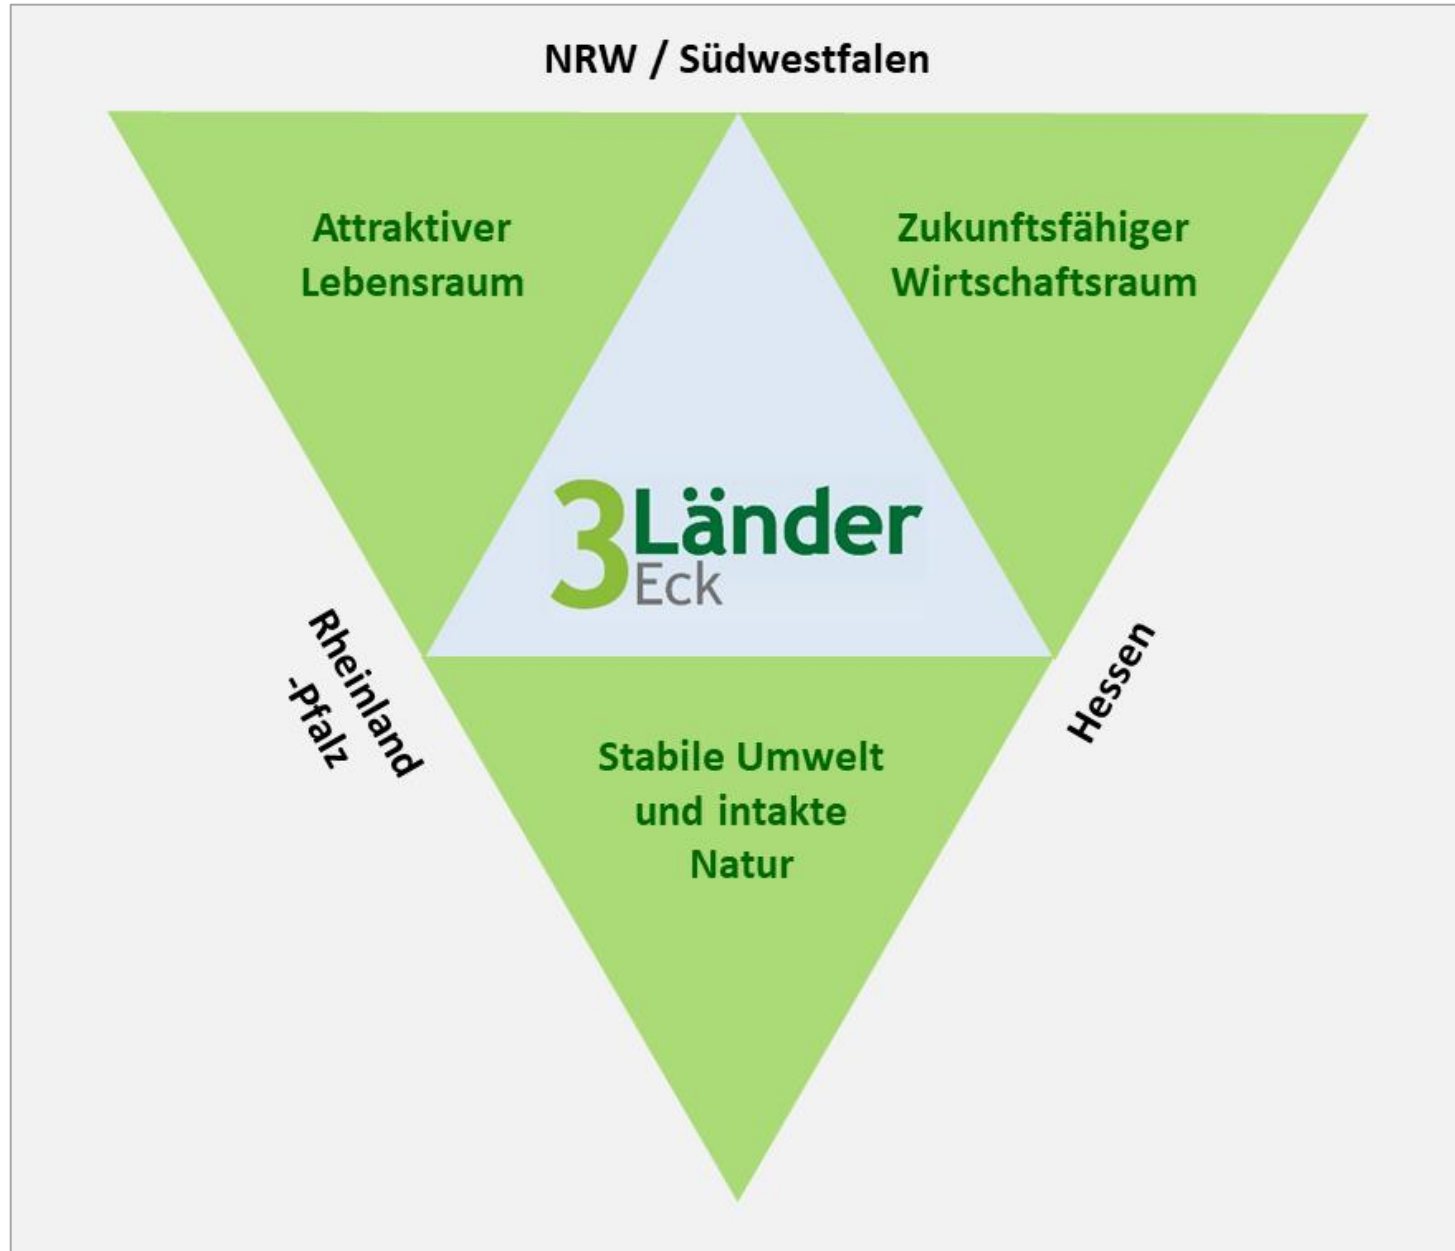 NRW / Südwestfalen
Attraktiver
Lebensraum
Zukunftsfähiger
Wirtschaftsraum
3Länder
Eck
Rheinland
-Pfalz
Hessen
Stabile Umwelt
und intakte
Natur